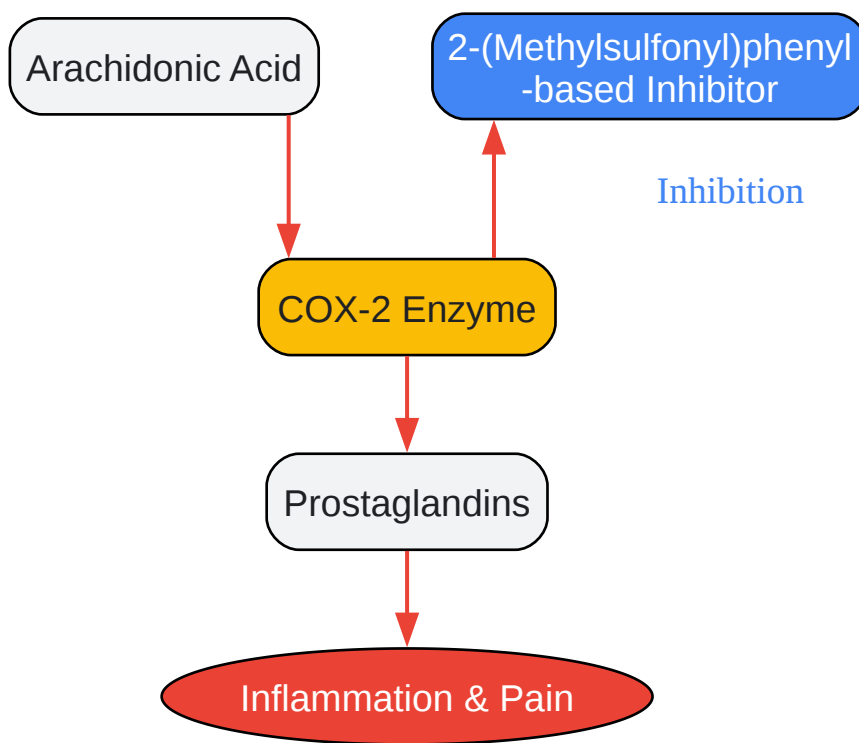 Arachidonic Acid
2-(Methylsulfonyl)phenyl
-based Inhibitor
Inhibition
COX-2 Enzyme
Prostaglandins
Inflammation & Pain